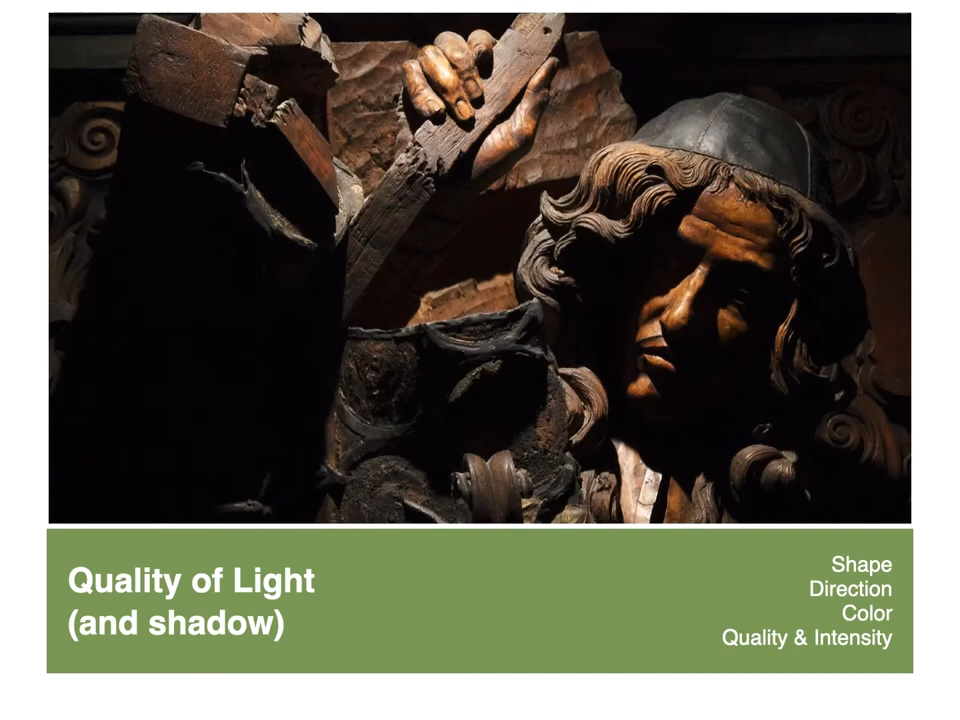 Quality of Light
(and shadow)
Shape
Direction
Color
Quality & Intensity